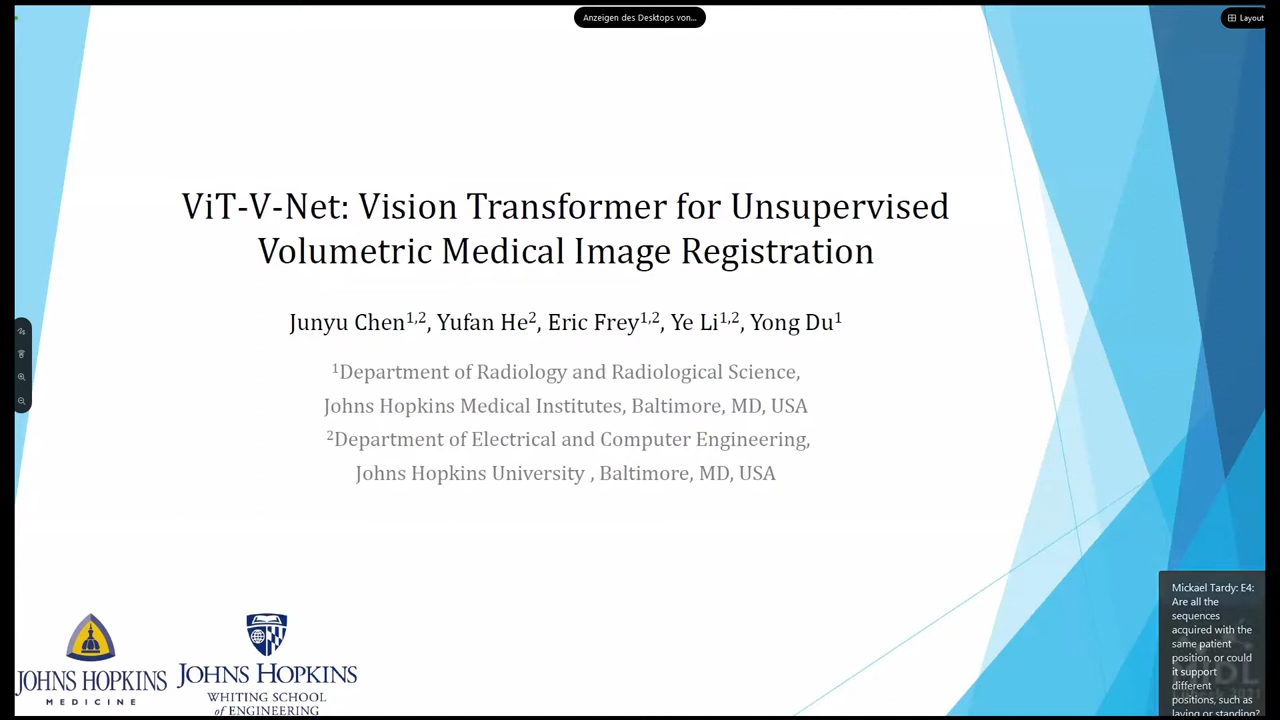 Anzeigen des Desktops von...
Layout
ViT-V-Net: Vision Transformer for Unsupervised
Volumetric Medical Image Registration
Junyu Chen1,2, Yufan He2, Eric Frey1,2, Ye Li1,2, Yong Du1
1Department of Radiology and Radiological Science,
Johns Hopkins Medical Institutes, Baltimore, MD, USA
2Department of Electrical and Computer Engineering,
Johns Hopkins University , Baltimore, MD, USA
JOHNS HOPKINS
MEDICINE
JOHNS HOPKINS
WHITING SCHOOL
of ENGINEERING
Mickael Tardy: E4:
Are all the
sequences
acquired with the
same patient
position, or could
it support
different
positions, such as
laying or standing?